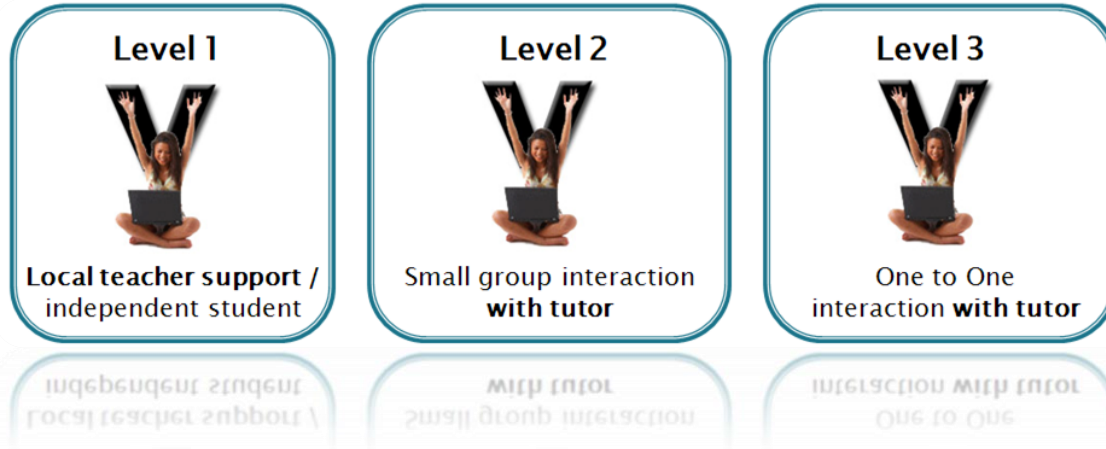 Level 1
Local teacher support /
independent student
Level 2
Small group interaction
with tutor
Level 3
One to One
interaction with tutor